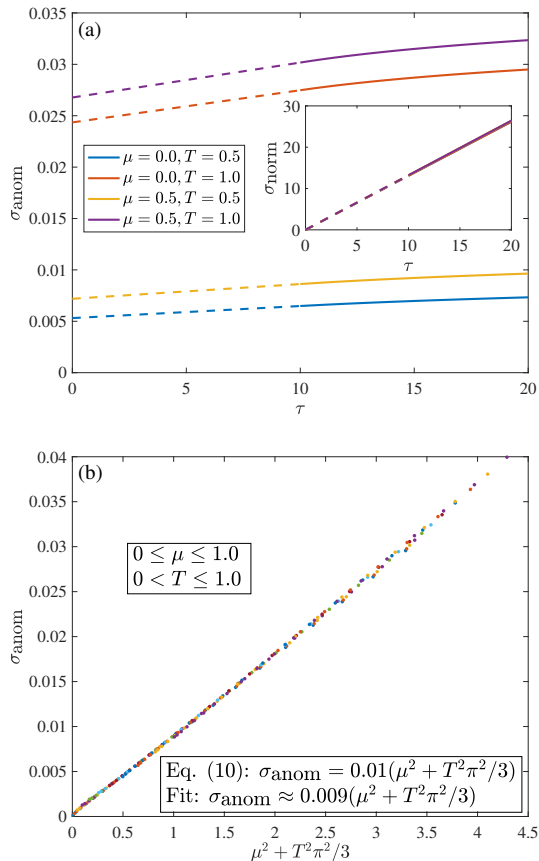 (a)
0.035
0.03
0.025
0.02
0.015
0.01
0.005
0
σ_anom
μ = 0.0, T = 0.5
μ = 0.0, T = 1.0
μ = 0.5, T = 0.5
μ = 0.5, T = 1.0
30
20
10
0
σ_norm
0 5 10 15 20
τ
0 5 10 15 20
τ
(b)
0.04
0.03
0.02
0.01
0.005
0
0.015
0.025
0.035
σ_anom
0 ≤ μ ≤ 1.0
0 < T ≤ 1.0
Eq. (10): σ_anom = 0.01(μ² + T²π²/3)
Fit: σ_anom ≈ 0.009(μ² + T²π²/3)
0 0.5 1 1.5 2 2.5 3 3.5 4 4.5
μ² + T²π²/3